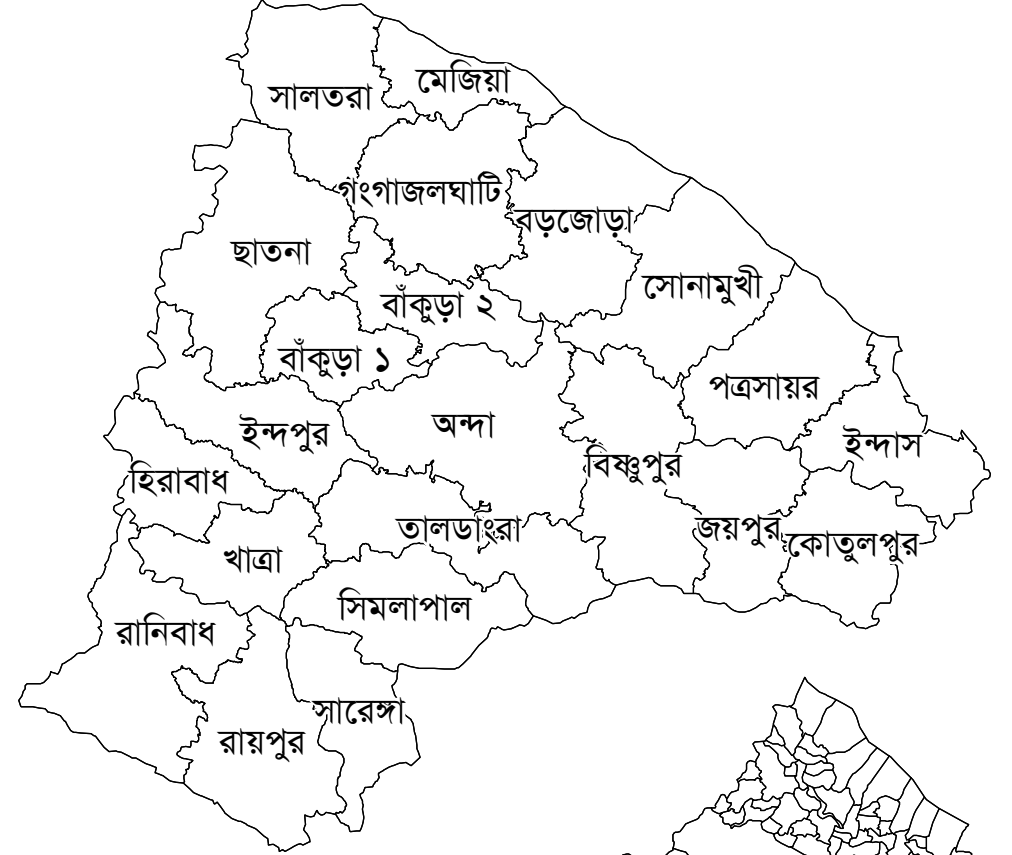 মেজিয়া
সালতরা
গংগাজলঘাটি
বড়জোড়া
ছাতনা
সোনামুখী
বাঁকুড়া ২
বাঁকুড়া ১
পত্রসায়র
অন্দা
ইন্দপুর
ইন্দাস
বিষ্ণুপুর
হিরাবাধ
তালডাংরা
জয়পুর
কোতুলপুর
খাত্রা
সিমলাপাল
রানিবাধ
সারেঙ্গা
রায়পুর